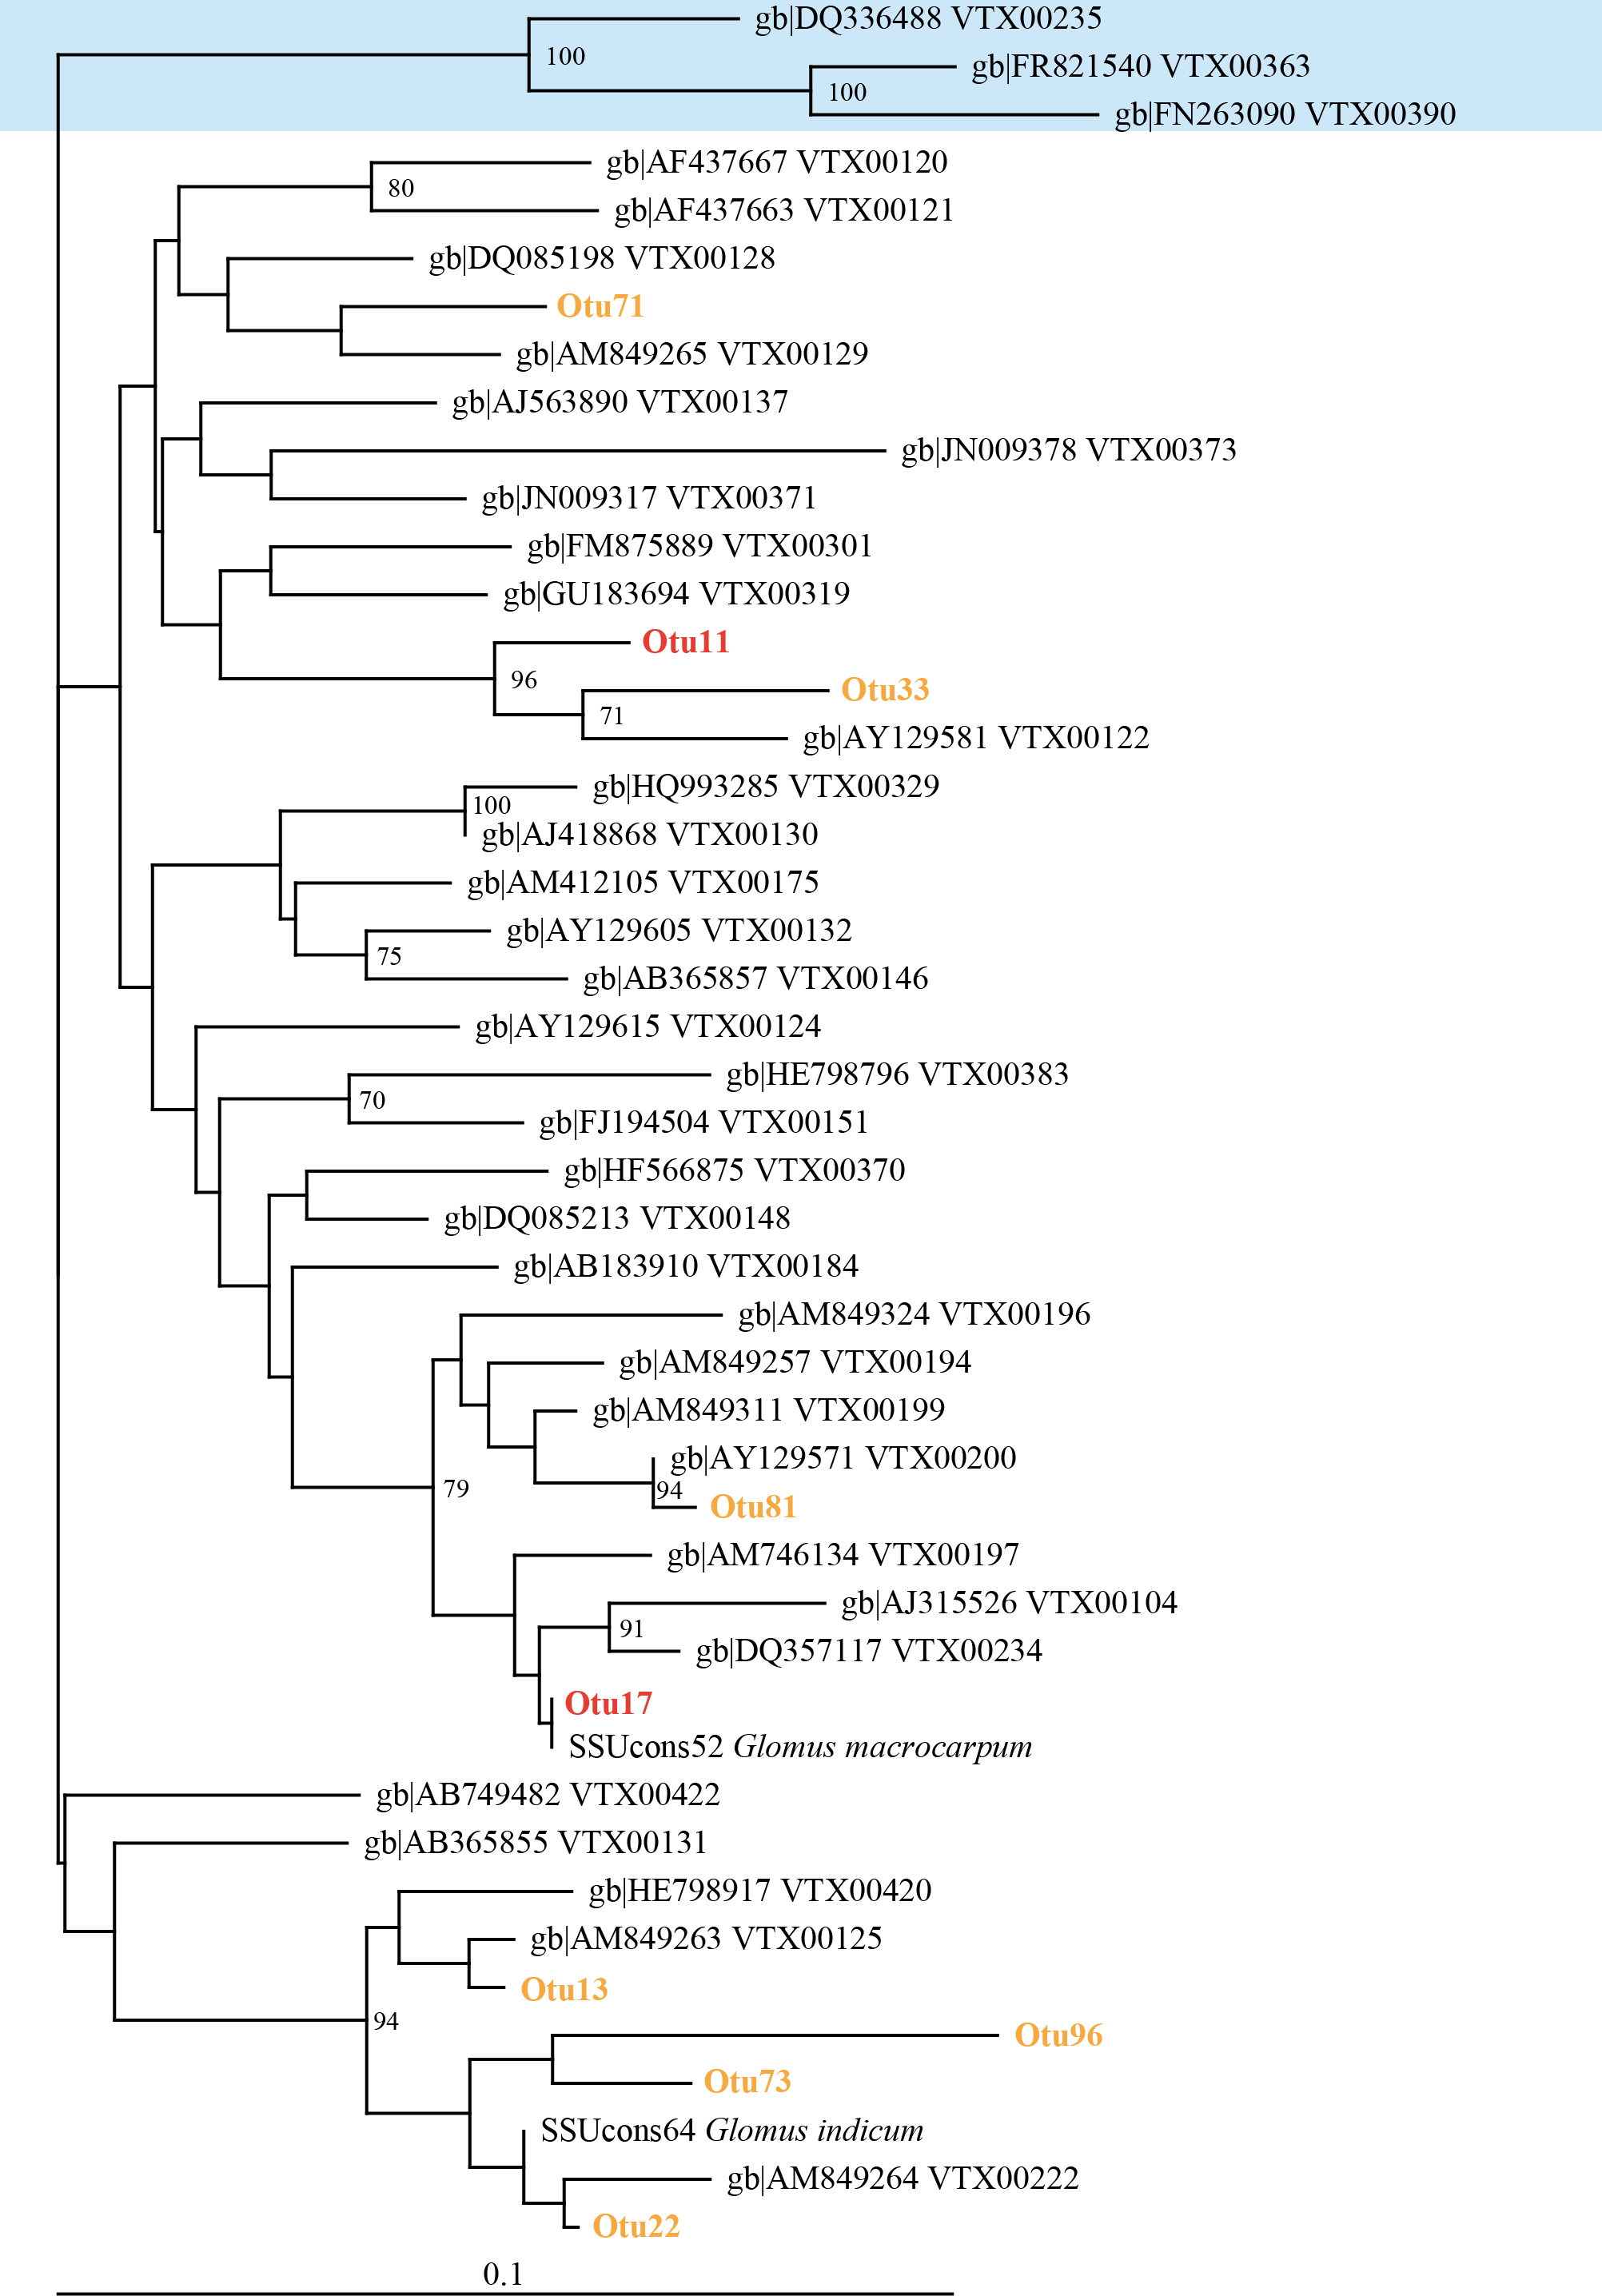 gb|DQ336488 VTX00235
100
gb|FR821540 VTX00363
100
gb|FN263090 VTX00390
gb|AF437667 VTX00120
80
gb|AF437663 VTX00121
gb|DQ085198 VTX00128
Otu71
gb|AM849265 VTX00129
gb|AJ563890 VTX00137
gb|JN009378 VTX00373
gb|JN009317 VTX00371
gb|FM875889 VTX00301
gb|GU183694 VTX00319
Otu11
96
Otu33
71
gb|AY129581 VTX00122
gb|HQ993285 VTX00329
100
gb|AJ418868 VTX00130
gb|AM412105 VTX00175
gb|AY129605 VTX00132
75
gb|AB365857 VTX00146
gb|AY129615 VTX00124
gb|HE798796 VTX00383
70
gb|FJ194504 VTX00151
gb|HF566875 VTX00370
gb|DQ085213 VTX00148
gb|AB183910 VTX00184
gb|AM849324 VTX00196
gb|AM849257 VTX00194
gb|AM849311 VTX00199
gb|AY129571 VTX00200
79
94
Otu81
gb|AM746134 VTX00197
gb|AJ315526 VTX00104
91
gb|DQ357117 VTX00234
Otu17
SSUcons52 Glomus macrocarpum
gb|AB749482 VTX00422
gb|AB365855 VTX00131
gb|HE798917 VTX00420
gb|AM849263 VTX00125
Otu13
94
Otu96
Otu73
SSUcons64 Glomus indicum
gb|AM849264 VTX00222
Otu22
0.1